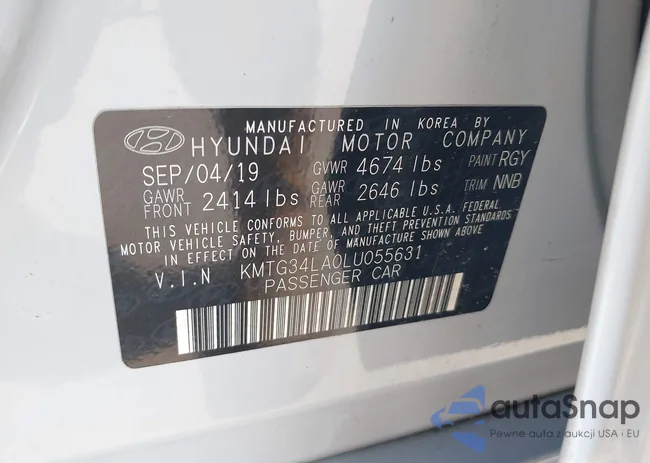 MANUFACTURED IN KOREA BY
HYUNDAI MOTOR COMPANY
SEP/04/19 GVWR 4674 lbs PAINT RGY
GAWR FRONT 2414 lbs GAWR REAR 2646 lbs TRIM NNB
THIS VEHICLE CONFORMS TO ALL APPLICABLE U.S.A. FEDERAL
MOTOR VEHICLE SAFETY, BUMPER, AND THEFT PREVENTION STANDARDS
IN EFFECT ON THE DATE OF MANUFACTURE SHOWN ABOVE
V.I.N KMTG34LA0LU055631
PASSENGER CAR
autaSnap
Pewne auta z aukcji USA i EU